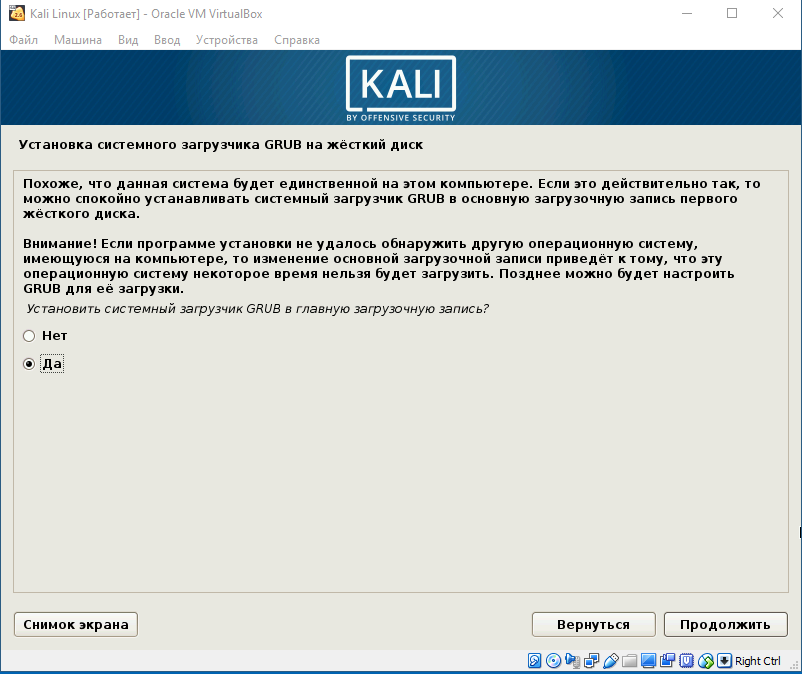 Kali Linux [Работает] - Oracle VM VirtualBox
Файл Машина Вид Ввод Устройства Справка
KALI
BY OFFENSIVE SECURITY
Установка системного загрузчика GRUB на жёсткий диск
Похоже, что данная система будет единственной на этом компьютере. Если это действительно так, то
можно спокойно устанавливать системный загрузчик GRUB в основную загрузочную запись первого
жёсткого диска.
Внимание! Если программе установки не удалось обнаружить другую операционную систему,
имеющуюся на компьютере, то изменение основной загрузочной записи приведёт к тому, что эту
операционную систему некоторое время нельзя будет загрузить. Позднее можно будет настроить
GRUB для её загрузки.
Установить системный загрузчик GRUB в главную загрузочную запись?
Нет
Да
Снимок экрана Вернуться Продолжить
Right Ctrl